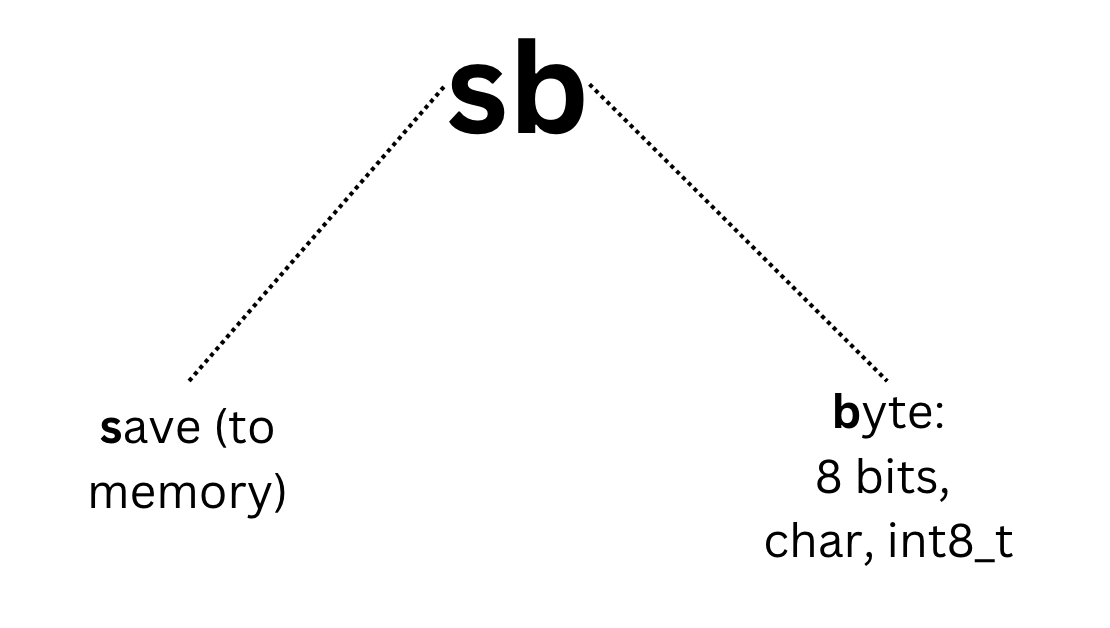 sb
save (to
memory)
byte:
8 bits,
char, int8_t